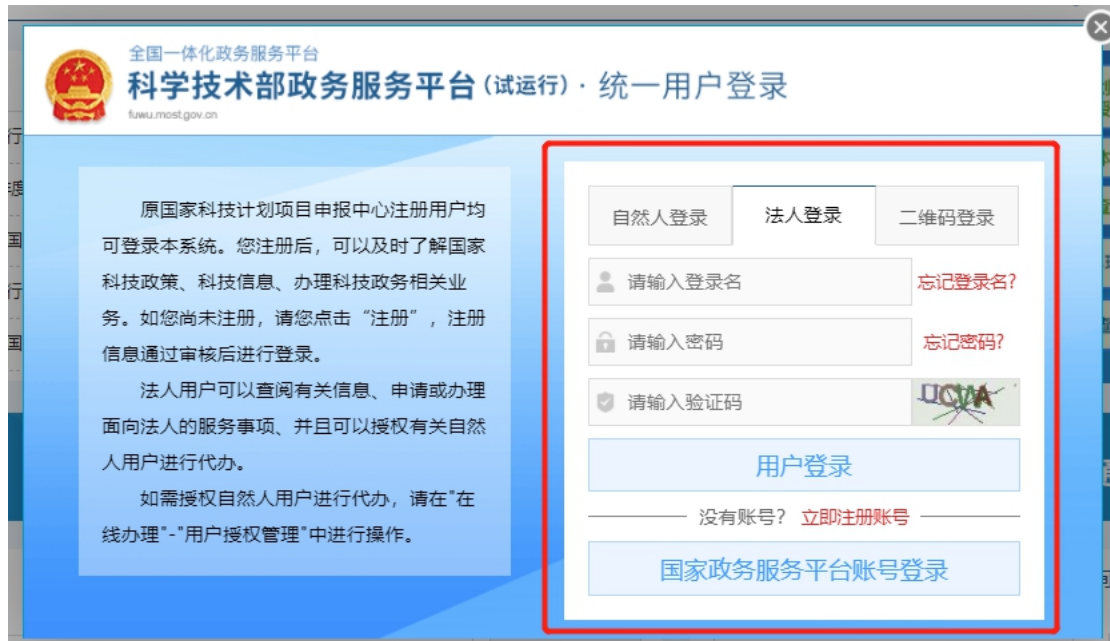 全国一体化政务服务平台
科学技术部政务服务平台(试运行)·统一用户登录
fuwu.most.gov.cn
原国家科技计划项目申报中心注册用户均
可登录本系统。您注册后，可以及时了解国家
科技政策、科技信息、办理科技政务相关业
务。如您尚未注册，请您点击“注册”，注册
信息通过审核后进行登录。
法人用户可以查阅有关信息、申请或办理
面向法人的服务事项、并且可以授权有关自然
人用户进行代办。
如需授权自然人用户进行代办，请在"在
线办理"-"用户授权管理"中进行操作。
自然人登录 法人登录 二维码登录
请输入登录名 忘记登录名?
请输入密码 忘记密码?
请输入验证码 UCWA
用户登录
没有账号? 立即注册账号
国家政务服务平台账号登录